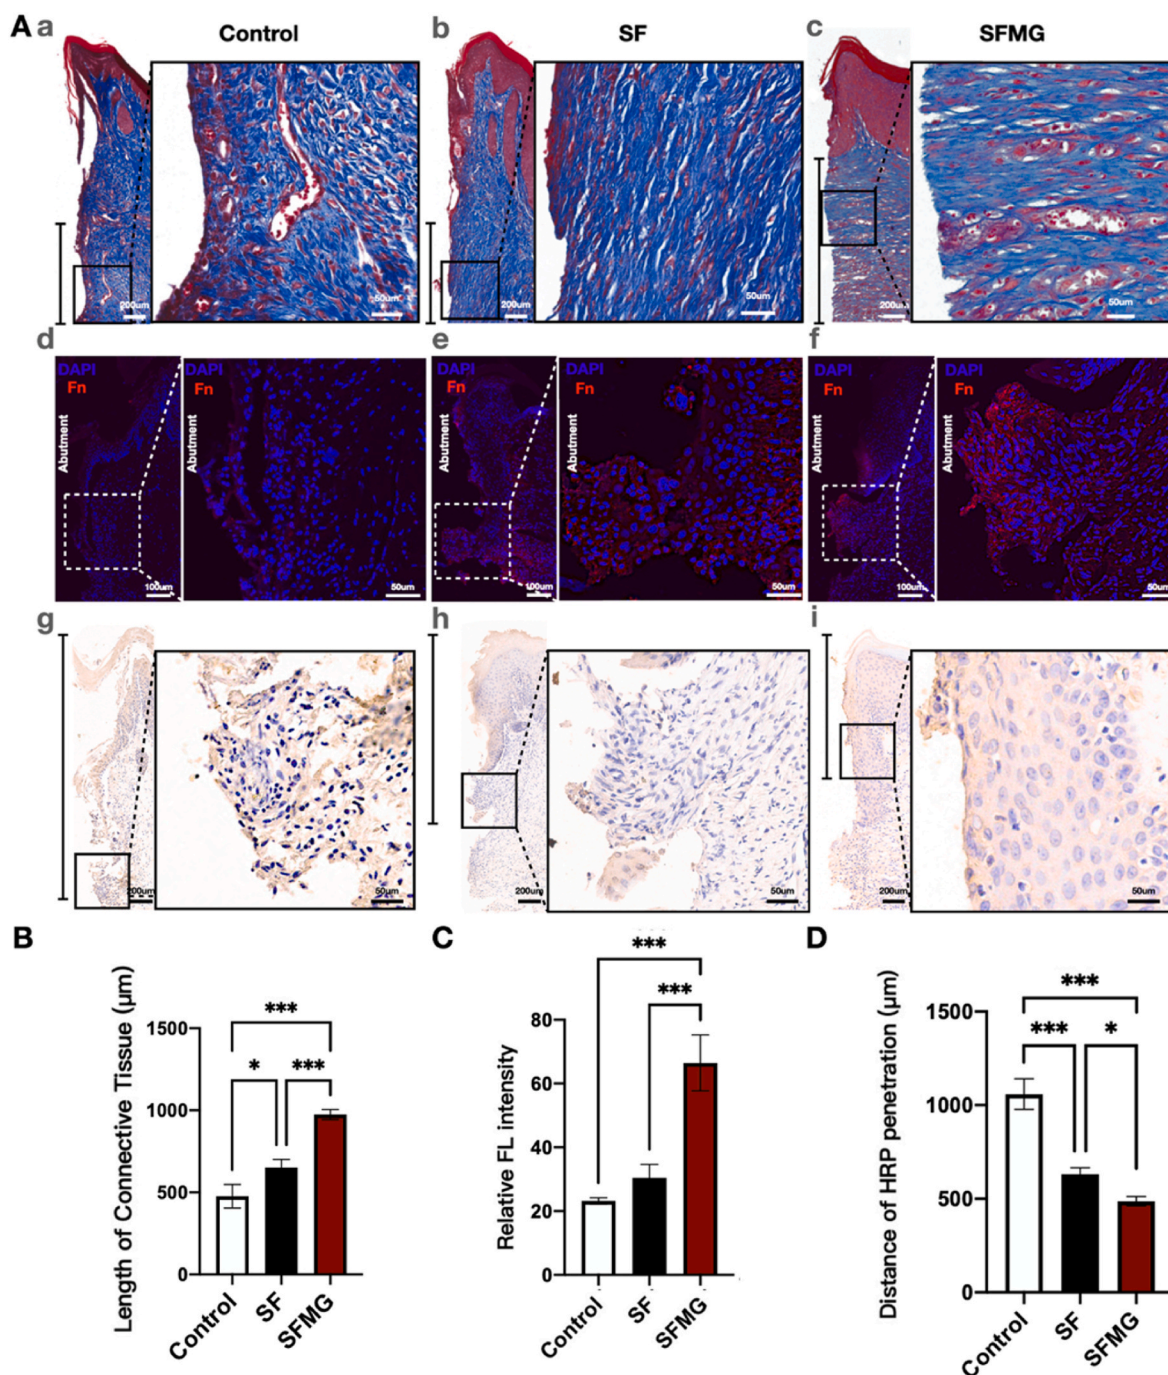 A
a
Control
b
SF
c
SFMG
200um
50um
200um
50um
200um
50um
d
DAPI
Fn
Abutment
100um
DAPI
Fn
Abutment
50um
e
DAPI
Fn
Abutment
100um
DAPI
Fn
Abutment
50um
f
DAPI
Fn
Abutment
100um
DAPI
Fn
Abutment
50um
g
200um
50um
h
200um
50um
i
200um
50um
B
Length of Connective Tissue (μm)
1500
1000
500
0
***
*
***
Control
SF
SFMG
C
Relative FL intensity
80
60
40
20
0
***
***
Control
SF
SFMG
D
Distance of HRP penetration (μm)
1500
1000
500
0
***
***
*
Control
SF
SFMG